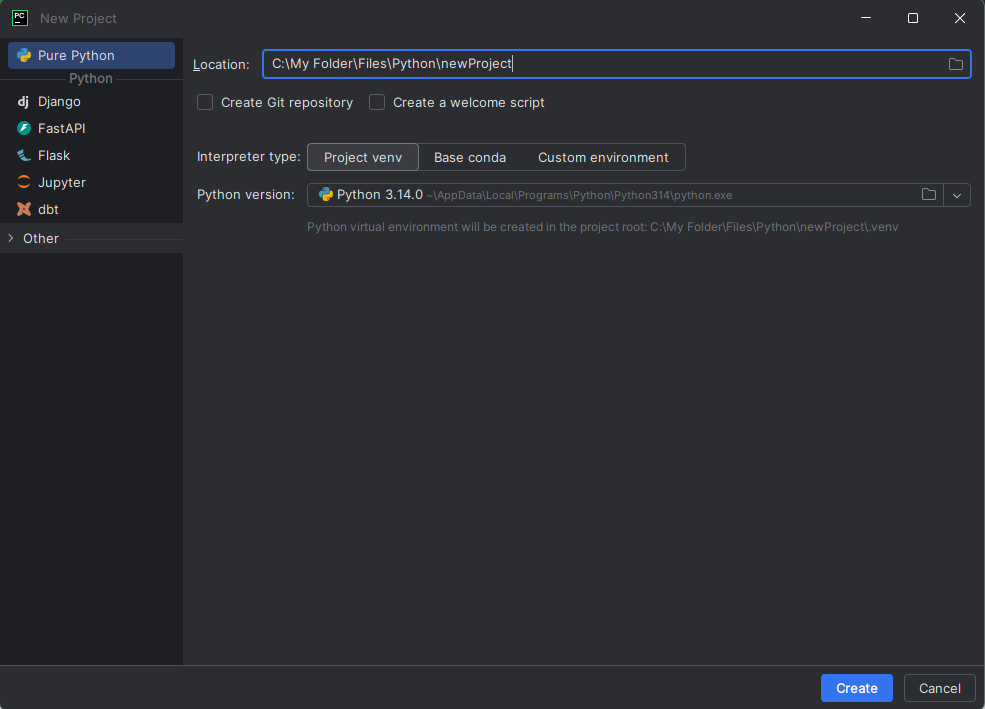 PC
New Project
Pure Python
Python
dj Django
FastAPI
Flask
Jupyter
dbt
Other
Location: C:\My Folder\Files\Python\newProject
Create Git repository Create a welcome script
Interpreter type: Project venv Base conda Custom environment
Python version: Python 3.14.0 ~\AppData\Local\Programs\Python\Python314\python.exe
Python virtual environment will be created in the project root: C:\My Folder\Files\Python\newProject\.venv
Create Cancel